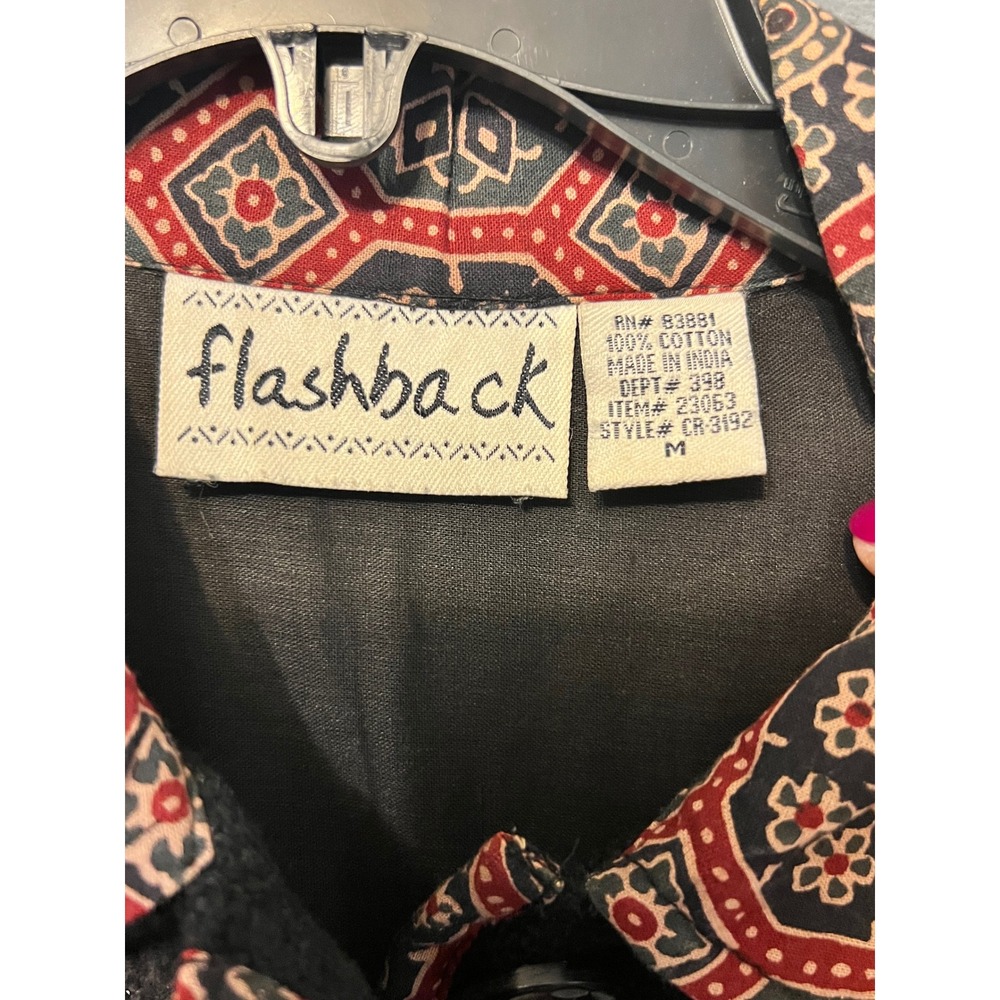 flashback
RN# 83881
100% COTTON
MADE IN INDIA
DEPT# 398
ITEM# 23063
STYLE# CR-3192
M